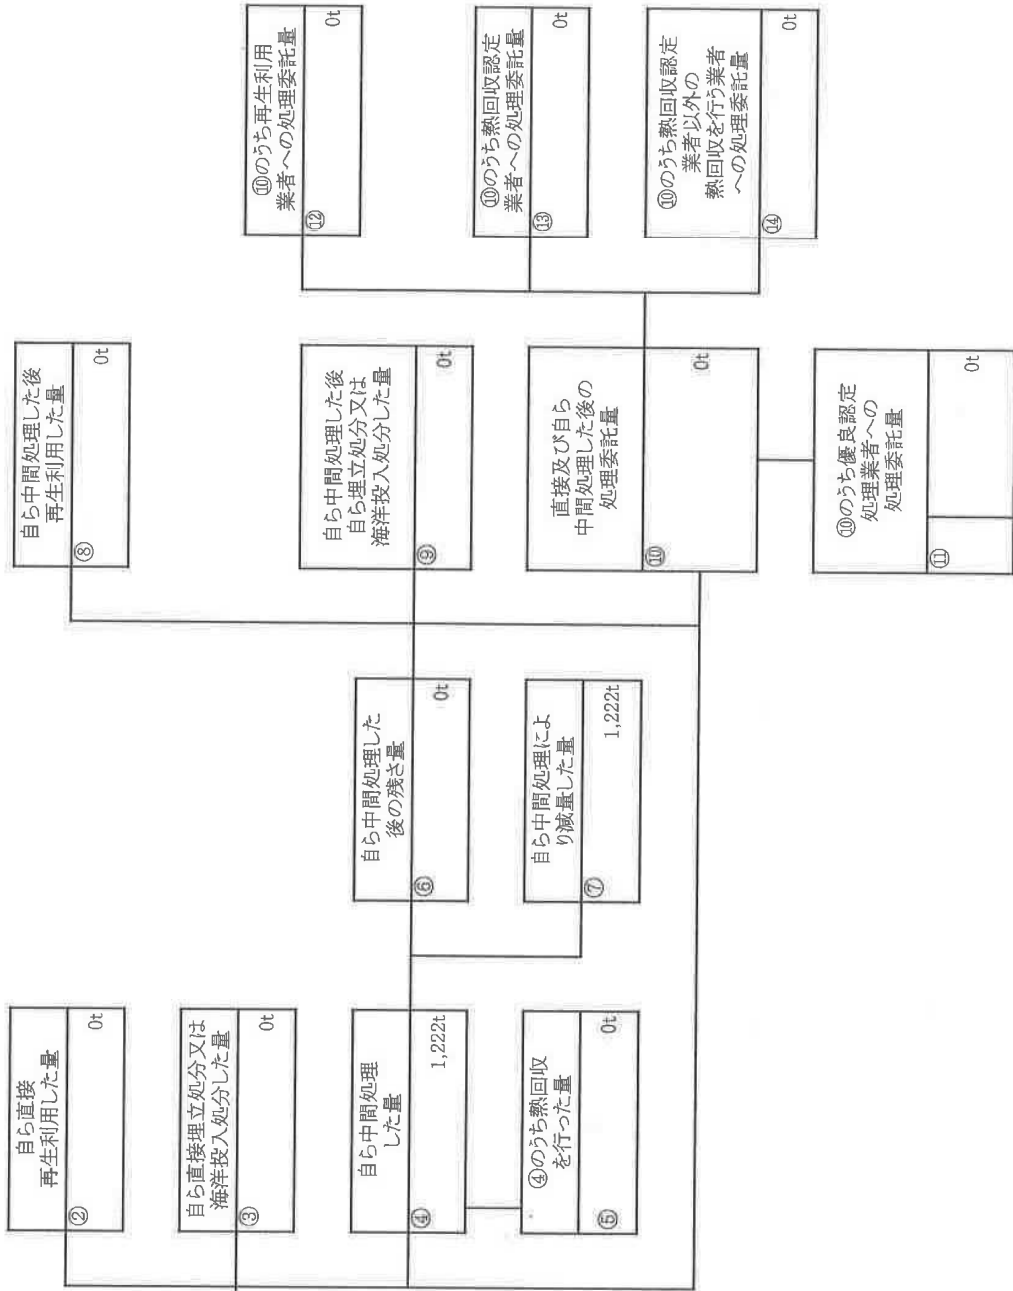 自ら直接
再生利用した量
②
0t
自ら直接埋立処分又は
海洋投入処分した量
③
0t
自ら中間処理
した量
④
1,222t
④のうち熱回収
を行った量
⑤
0t
自ら中間処理した
後の残さ量
⑥
0t
自ら中間処理によ
り減量した量
⑦
1,222t
自ら中間処理した後
再生利用した量
⑧
0t
自ら中間処理した後
自ら埋立処分又は
海洋投入処分した量
⑨
0t
直接及び自ら
中間処理した後の
処理委託量
⑩
0t
⑩のうち優良認定
処理業者への
処理委託量
⑪
0t
⑩のうち再生利用
業者への処理委託量
⑫
0t
⑩のうち熱回収認定
業者への処理委託量
⑬
0t
⑩のうち熱回収認定
業者以外の
熱回収を行う業者
への処理委託量
⑭
0t